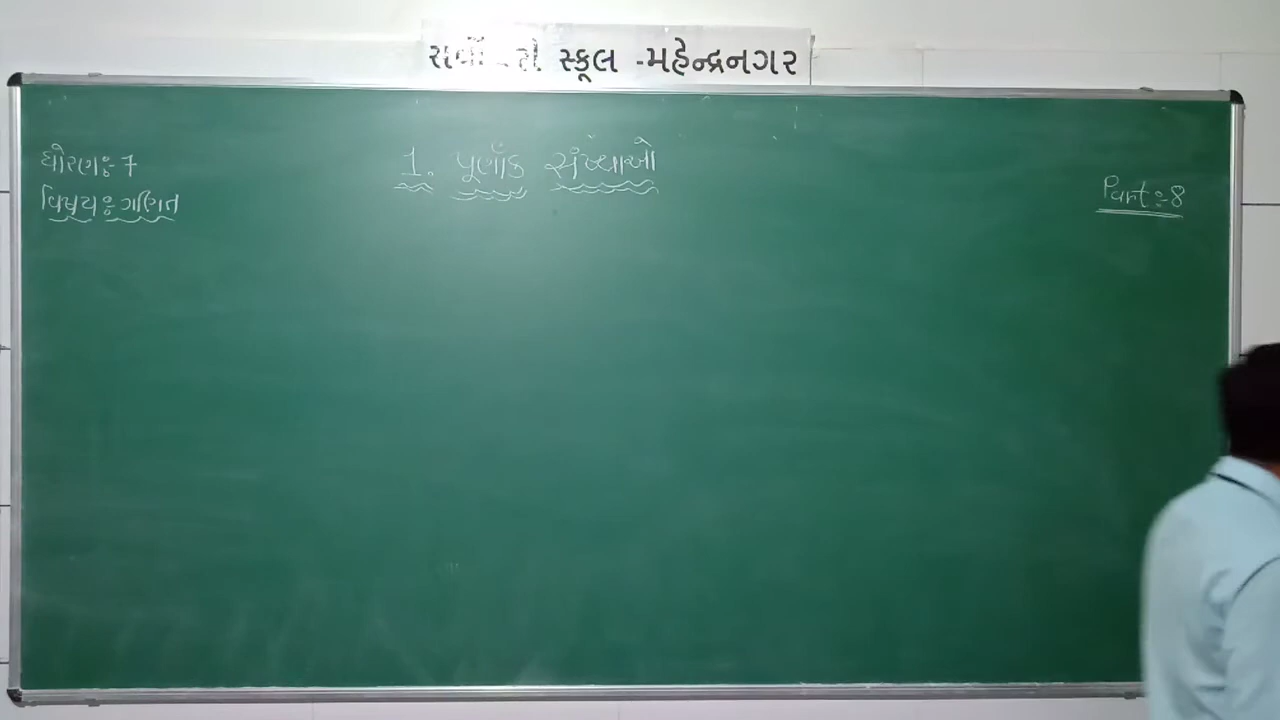 સ્કૂલ -મહેન્દ્રનગર
ધોરણઃ- 7
1. પૂર્ણાંક સંખ્યાઓ
વિષયઃ- ગણિત
Part:-8